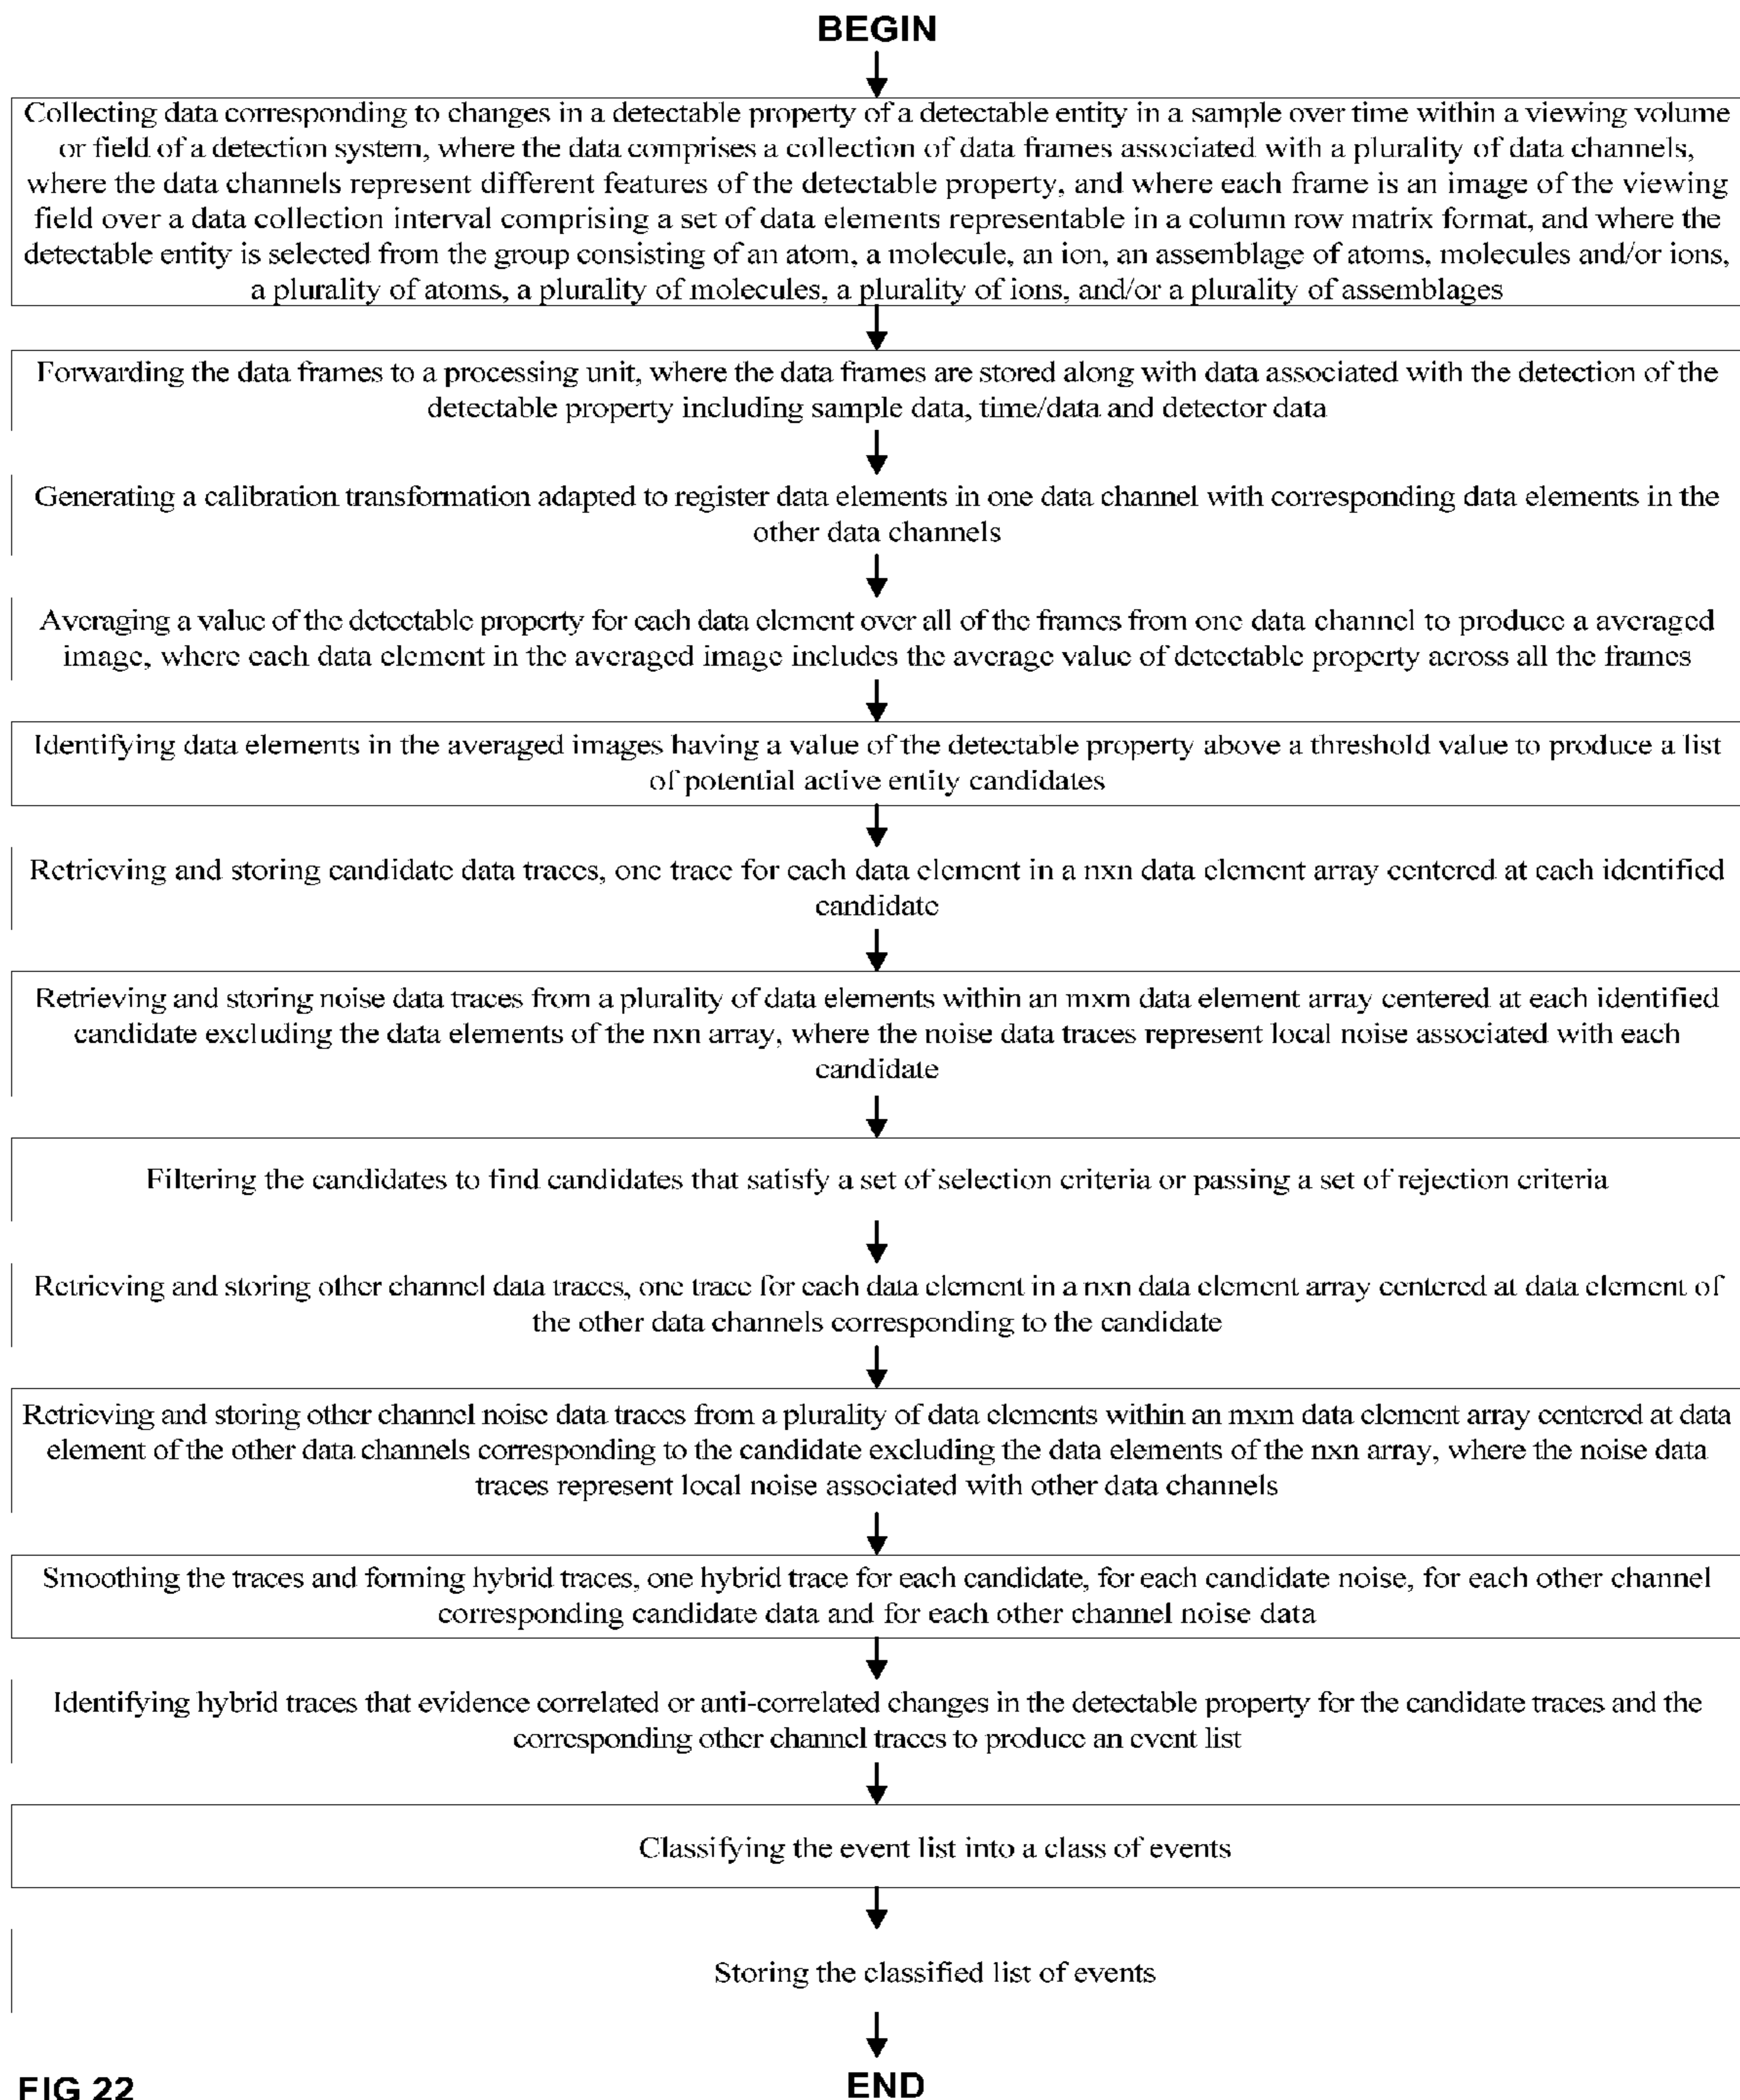 BEGIN
Collecting data corresponding to changes in a detectable property of a detectable entity in a sample over time within a viewing volume
or field of a detection system, where the data comprises a collection of data frames associated with a plurality of data channels,
where the data channels represent different features of the detectable property, and where each frame is an image of the viewing
field over a data collection interval comprising a set of data elements representable in a column row matrix format, and where the
detectable entity is selected from the group consisting of an atom, a molecule, an ion, an assemblage of atoms, molecules and/or ions,
a plurality of atoms, a plurality of molecules, a plurality of ions, and/or a plurality of assemblages
Forwarding the data frames to a processing unit, where the data frames are stored along with data associated with the detection of the
detectable property including sample data, time/data and detector data
Generating a calibration transformation adapted to register data elements in one data channel with corresponding data elements in the
other data channels
Averaging a value of the detectable property for each data element over all of the frames from one data channel to produce a averaged
image, where each data element in the averaged image includes the average value of detectable property across all the frames
Identifying data elements in the averaged images having a value of the detectable property above a threshold value to produce a list
of potential active entity candidates
Retrieving and storing candidate data traces, one trace for each data element in a nxn data element array centered at each identified
candidate
Retrieving and storing noise data traces from a plurality of data elements within an mxm data element array centered at each identified
candidate excluding the data elements of the nxn array, where the noise data traces represent local noise associated with each
candidate
Filtering the candidates to find candidates that satisfy a set of selection criteria or passing a set of rejection criteria
Retrieving and storing other channel data traces, one trace for each data element in a nxn data element array centered at data element of
the other data channels corresponding to the candidate
Retrieving and storing other channel noise data traces from a plurality of data elements within an mxm data element array centered at data
element of the other data channels corresponding to the candidate excluding the data elements of the nxn array, where the noise data
traces represent local noise associated with other data channels
Smoothing the traces and forming hybrid traces, one hybrid trace for each candidate, for each candidate noise, for each other channel
corresponding candidate data and for each other channel noise data
Identifying hybrid traces that evidence correlated or anti-correlated changes in the detectable property for the candidate traces and the
corresponding other channel traces to produce an event list
Classifying the event list into a class of events
Storing the classified list of events
END
FIG 22